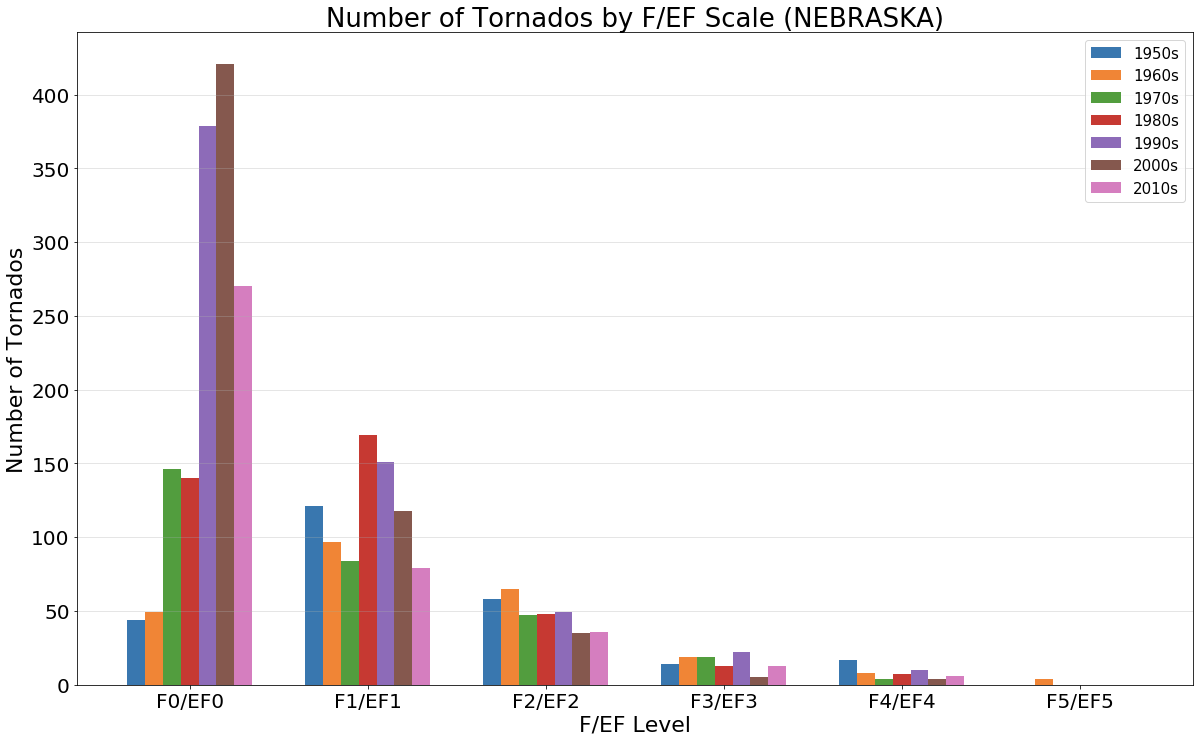 Number of Tornados by F/EF Scale (NEBRASKA)
1950s
1960s
1970s
1980s
1990s
2000s
2010s
Number of Tornados
400
350
300
250
200
150
100
50
0
F0/EF0 F1/EF1 F2/EF2 F3/EF3 F4/EF4 F5/EF5
F/EF Level